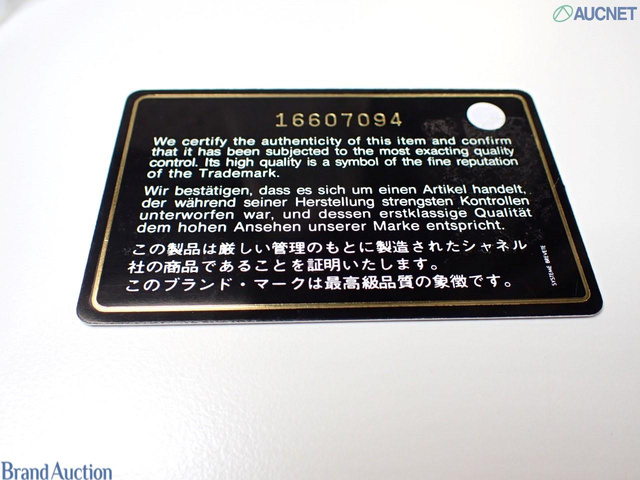 AUCNET
16607094
We certify the authenticity of this item and confirm
that it has been subjected to the most exacting quality
control. Its high quality is a symbol of the fine reputation
of the Trademark.
Wir bestätigen, dass es sich um einen Artikel handelt,
der während seiner Herstellung strengsten Kontrollen
unterworfen war, und dessen erstklassige Qualität
dem hohen Ansehen unserer Marke entspricht.
この製品は厳しい管理のもとに製造されたシャネル
社の商品であることを証明いたします。
このブランド・マークは最高級品質の象徴です。
SYSTEME BREVETE
Brand Auction